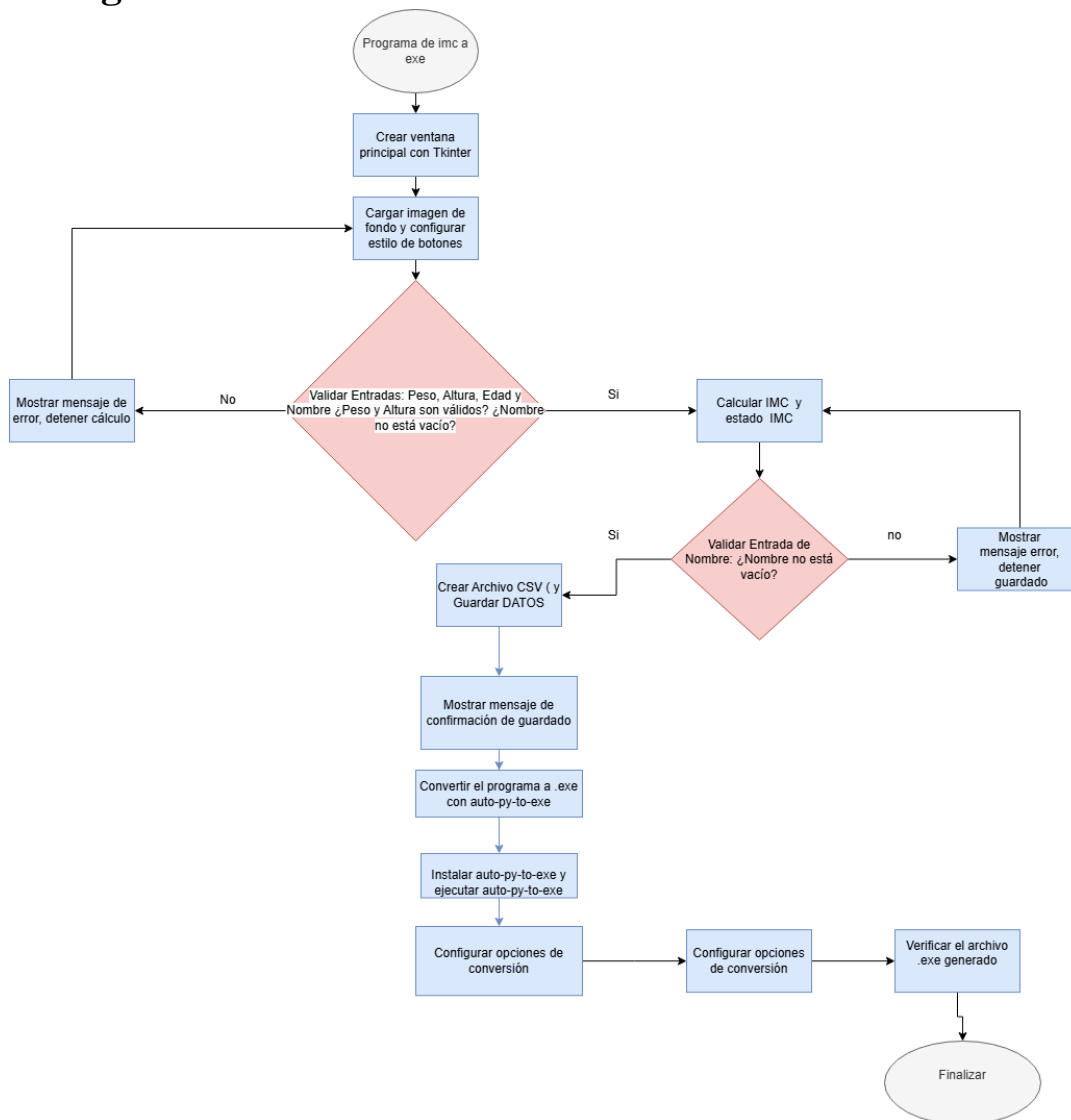 Programa de imc a
exe
Crear ventana
principal con Tkinter
Cargar imagen de
fondo y configurar
estilo de botones
Mostrar mensaje de
error, detener cálculo
No
Validar Entradas: Peso, Altura, Edad y
Nombre ¿Peso y Altura son válidos? ¿Nombre
no está vacío?
Si
Calcular IMC y
estado IMC
Si
Validar Entrada de
Nombre: ¿Nombre no está
vacío?
no
Mostrar
mensaje error,
detener
guardado
Crear Archivo CSV ( y
Guardar DATOS
Mostrar mensaje de
confirmación de guardado
Convertir el programa a .exe
con auto-py-to-exe
Instalar auto-py-to-exe y
ejecutar auto-py-to-exe
Configurar opciones de
conversión
Configurar opciones
de conversión
Verificar el archivo
.exe generado
Finalizar